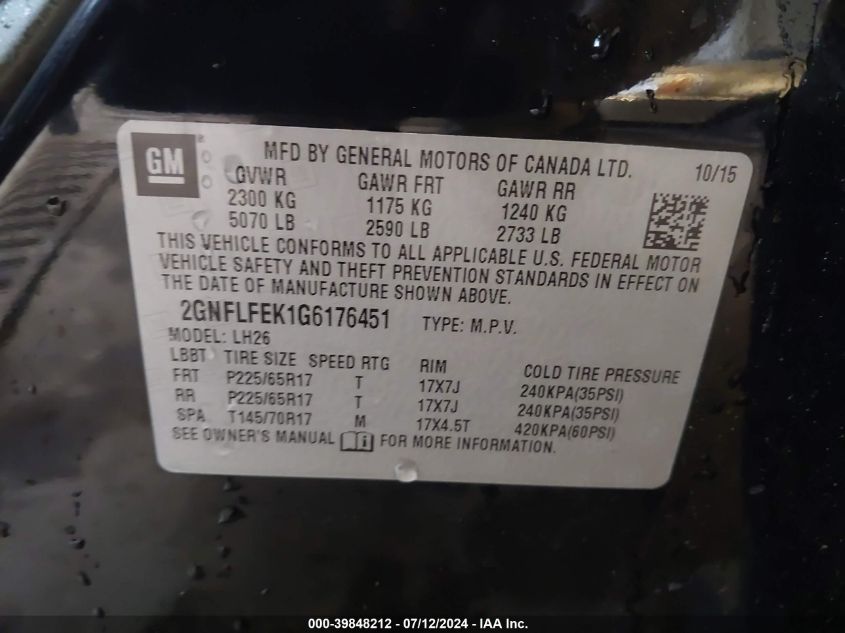 GM
MFD BY GENERAL MOTORS OF CANADA LTD. 10/15
GVWR GAWR FRT GAWR RR
2300 KG 1175 KG 1240 KG
5070 LB 2590 LB 2733 LB
THIS VEHICLE CONFORMS TO ALL APPLICABLE U.S. FEDERAL MOTOR
VEHICLE SAFETY AND THEFT PREVENTION STANDARDS IN EFFECT ON
THE DATE OF MANUFACTURE SHOWN ABOVE.
2GNFLFEK1G6176451 TYPE: M.P.V.
MODEL: LH26
LBBT TIRE SIZE SPEED RTG RIM COLD TIRE PRESSURE
FRT P225/65R17 T 17X7J 240KPA(35PSI)
RR P225/65R17 T 17X7J 240KPA(35PSI)
SPA T145/70R17 M 17X4.5T 420KPA(60PSI)
SEE OWNER'S MANUAL FOR MORE INFORMATION.
000-39848212 - 07/12/2024 - IAAI.com